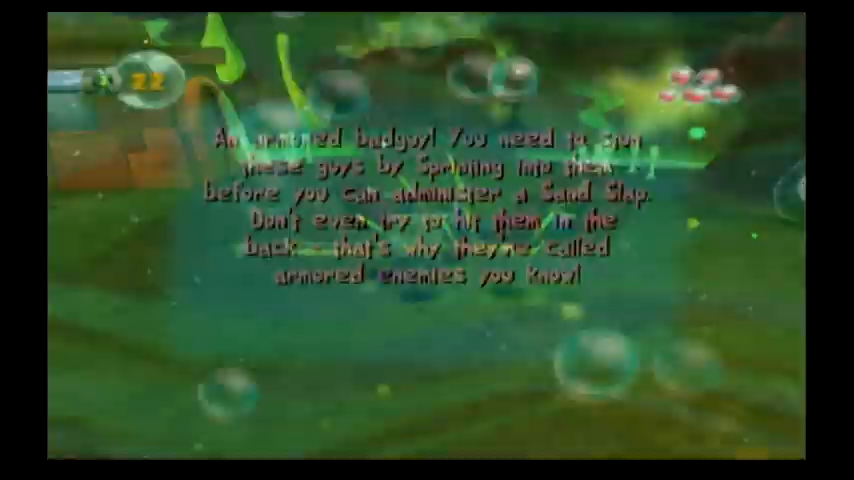 22
An armored badguy! You need to stun
these guys by Sprinting into them
before you can administer a Sand Slap.
Don't even try to hit them in the
back - that's why they're called
armored enemies you know!